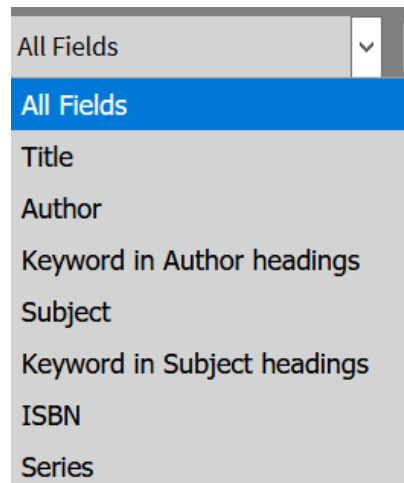 All Fields
All Fields
Title
Author
Keyword in Author headings
Subject
Keyword in Subject headings
ISBN
Series